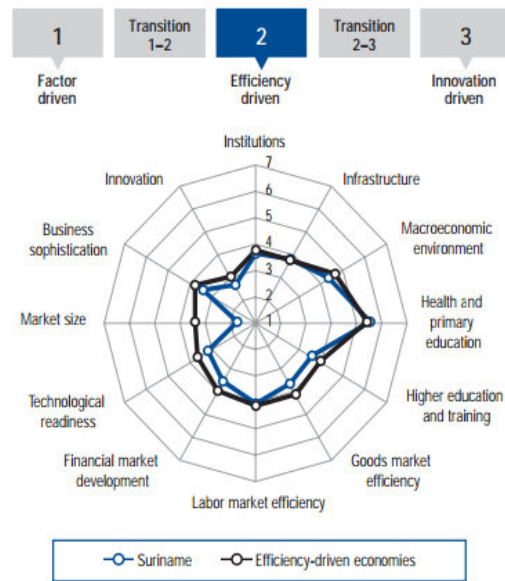 1
Transition
1–2
2
Transition
2–3
3
Factor
driven
Efficiency
driven
Innovation
driven
Institutions
7
6
5
4
3
2
1
Innovation
Infrastructure
Business
sophistication
Macroeconomic
environment
Market size
Health and
primary
education
Technological
readiness
Higher education
and training
Financial market
development
Goods market
efficiency
Labor market efficiency
Suriname
Efficiency-driven economies